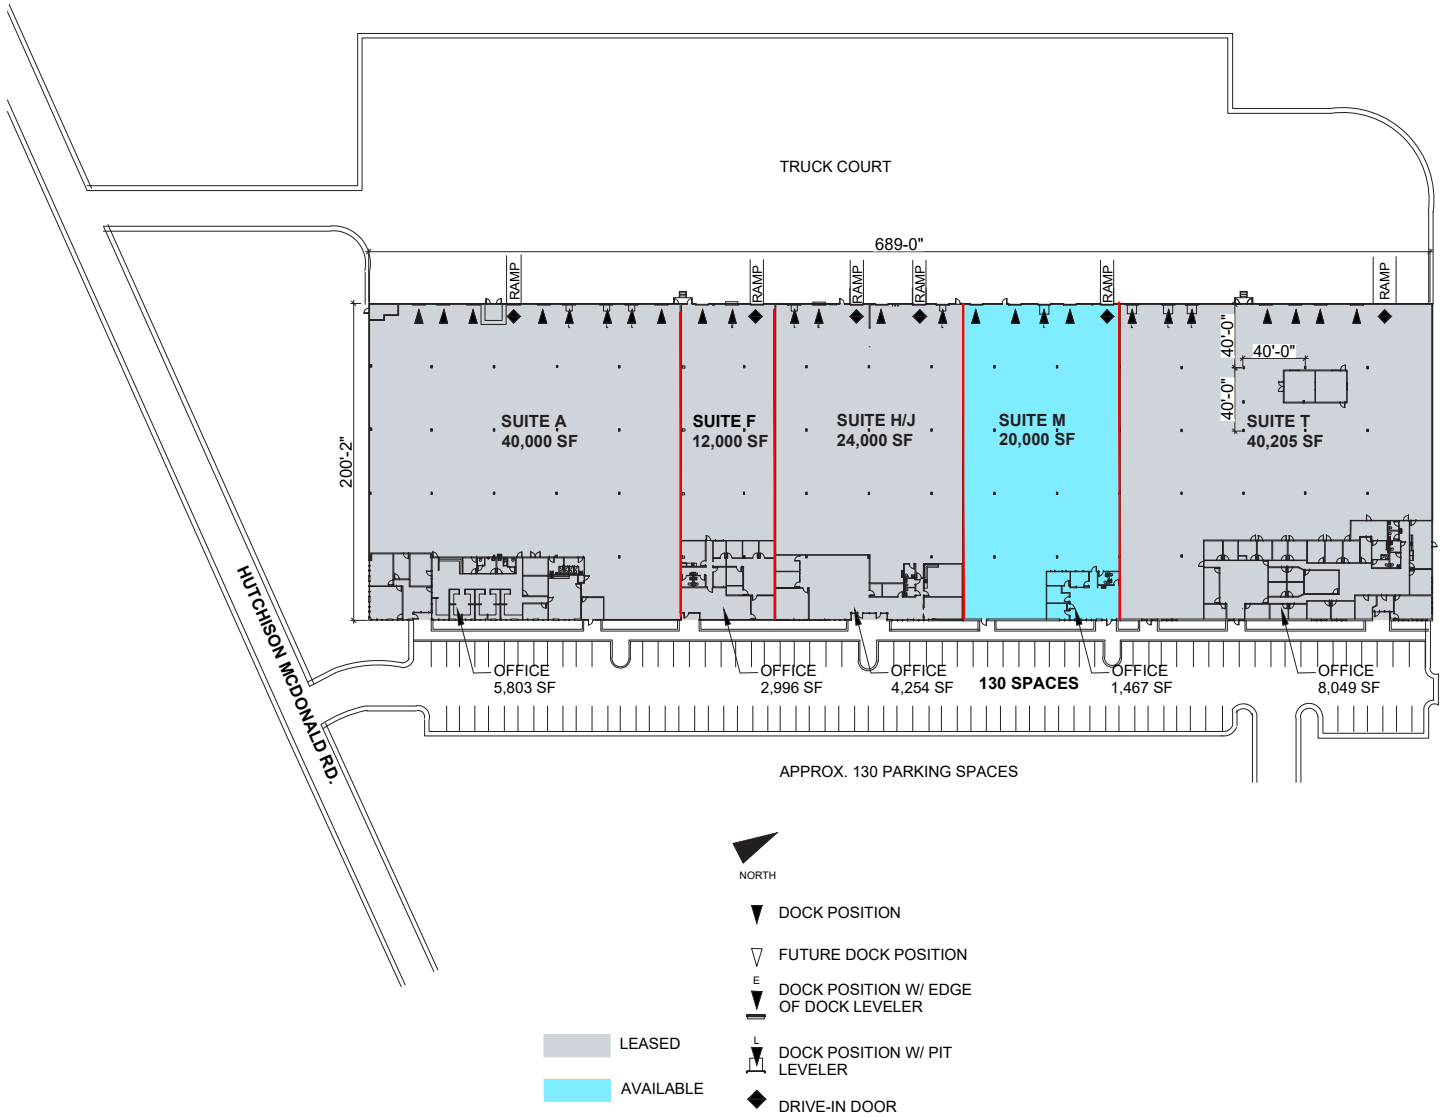 TRUCK COURT
689-0"
RAMP
RAMP
RAMP
RAMP
RAMP
RAMP
L
L
L
L
L
L
L
L
L
L
40'-0"
40'-0"
40'-0"
200'-2"
SUITE A
40,000 SF
SUITE F
12,000 SF
SUITE H/J
24,000 SF
SUITE M
20,000 SF
SUITE T
40,205 SF
HUTCHISON MCDONALD RD.
OFFICE
5,803 SF
OFFICE
2,996 SF
OFFICE
4,254 SF
130 SPACES
OFFICE
1,467 SF
OFFICE
8,049 SF
APPROX. 130 PARKING SPACES
NORTH
DOCK POSITION
FUTURE DOCK POSITION
E
DOCK POSITION W/ EDGE
OF DOCK LEVELER
L
DOCK POSITION W/ PIT
LEVELER
DRIVE-IN DOOR
LEASED
AVAILABLE